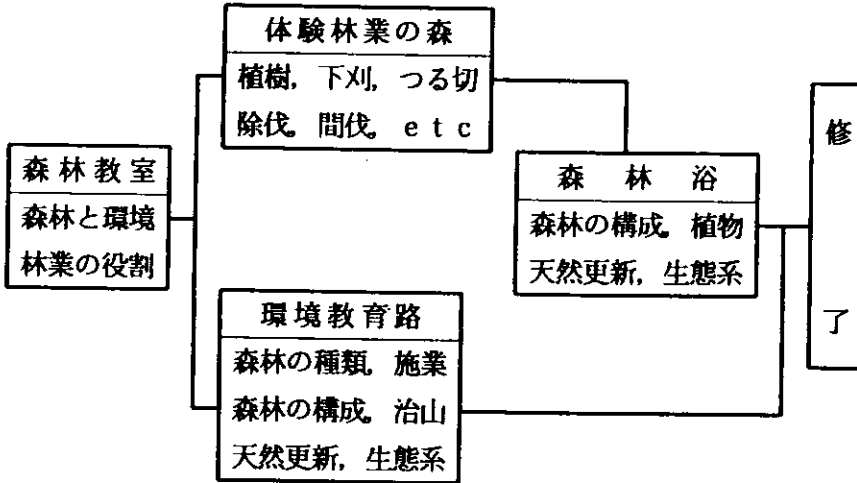 体験林業の森
植樹，下刈，つる切
除伐。間伐。ｅｔｃ
森林教室
森林と環境
林業の役割
森林浴
森林の構成。植物
天然更新，生態系
環境教育路
森林の種類，施業
森林の構成。治山
天然更新，生態系
修了